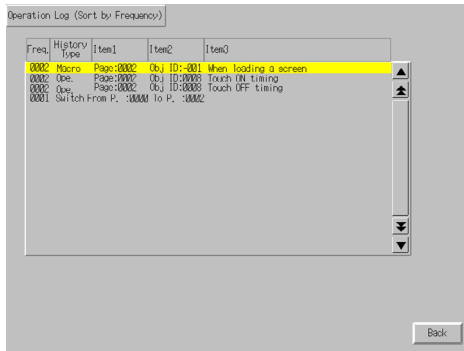 Operation Log (Sort by Frequency)
Freq. History Type Item1 Item2 Item3
0002 Macro Page:0002 Obj ID:-001 When loading a screen
0002 Ope. Page:0002 Obj ID:0008 Touch ON timing
0002 Ope. Page:0002 Obj ID:0008 Touch OFF timing
0001 Switch From P. :0000 To P. :0002
Back